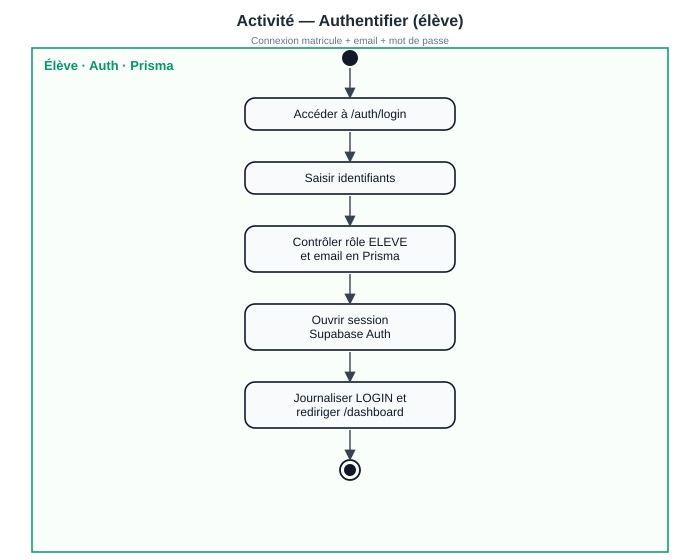 Activité — Authentifier (élève)
Connexion matricule + email + mot de passe
Élève · Auth · Prisma
Accéder à /auth/login
Saisir identifiants
Contrôler rôle ELEVE
et email en Prisma
Ouvrir session
Supabase Auth
Journaliser LOGIN et
rediriger /dashboard